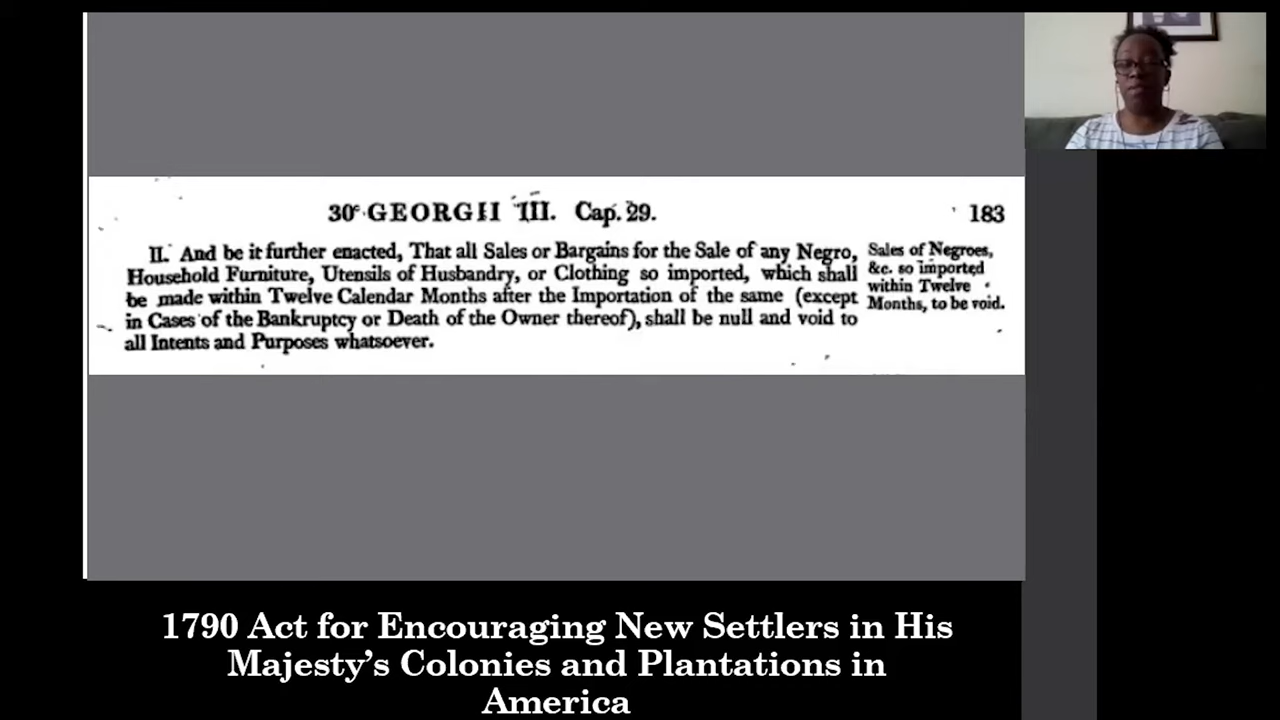 30° GEORGII III. Cap. 29.
183
II. And be it further enacted, That all Sales or Bargains for the Sale of any Negro,
Household Furniture, Utensils of Husbandry, or Clothing so imported, which shall
be made within Twelve Calendar Months after the Importation of the same (except
in Cases of the Bankruptcy or Death of the Owner thereof), shall be null and void to
all Intents and Purposes whatsoever.
Sales of Negroes,
&c. so imported
within Twelve
Months, to be void.
1790 Act for Encouraging New Settlers in His
Majesty’s Colonies and Plantations in
America